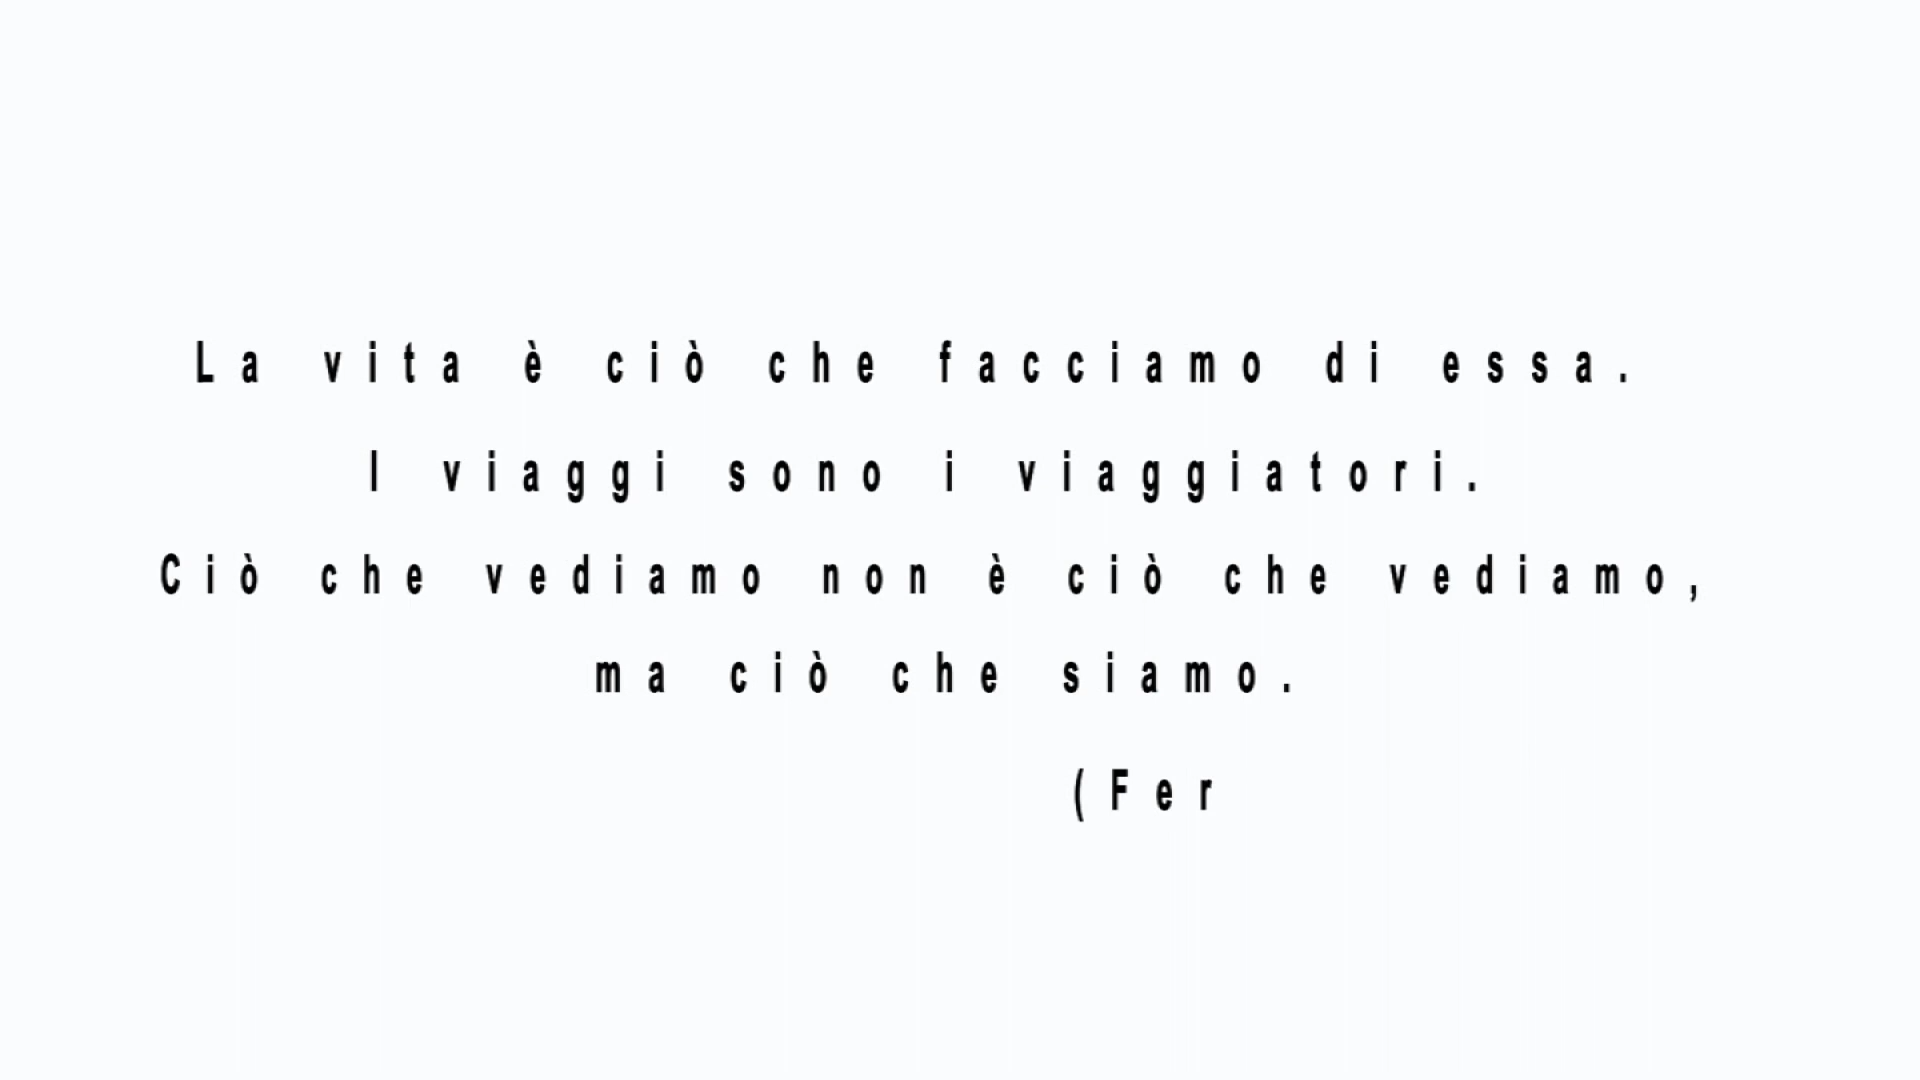 La vita è ciò che facciamo di essa.
I viaggi sono i viaggiatori.
Ciò che vediamo non è ciò che vediamo,
ma ciò che siamo.
(Fer